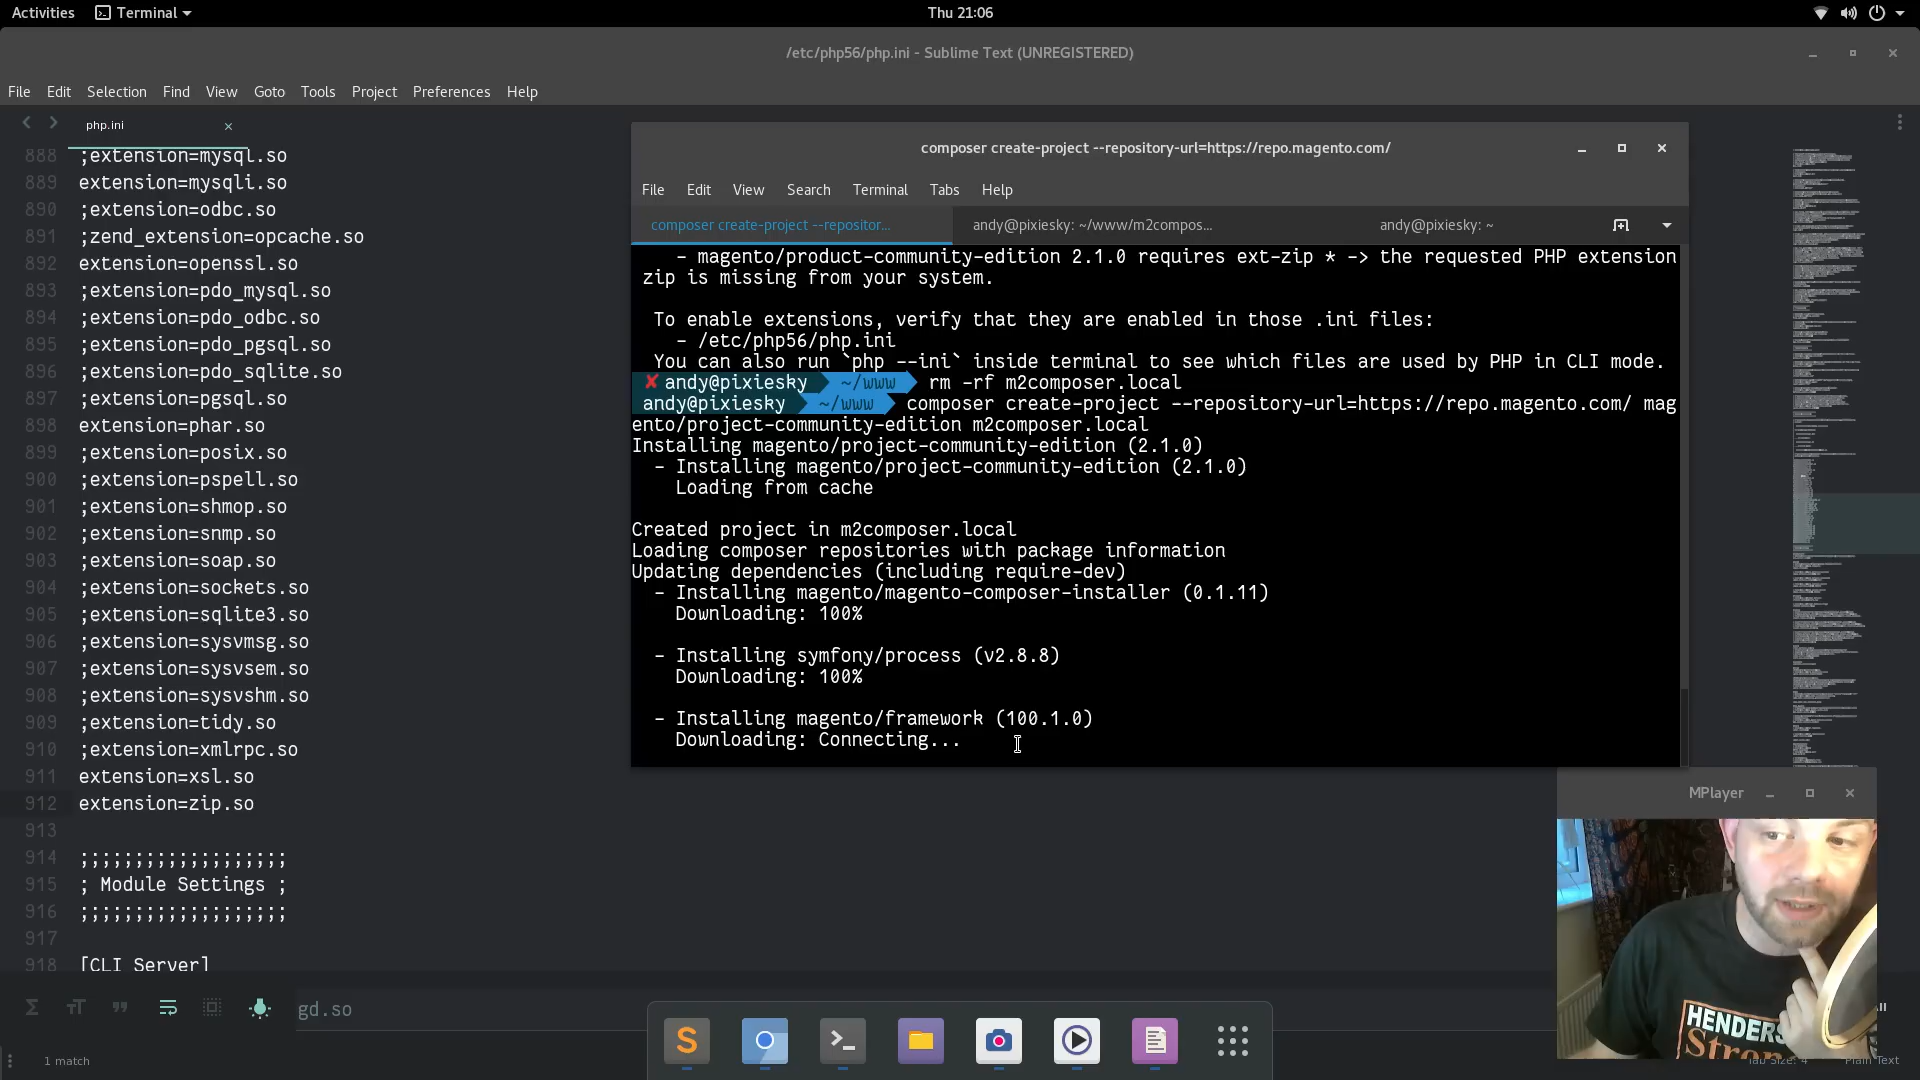 Activities
Terminal
Thu 21:06
/etc/php56/php.ini - Sublime Text (UNREGISTERED)
File Edit Selection Find View Goto Tools Project Preferences Help
php.ini
888 ;extension=mysql.so
889 extension=mysqli.so
890 ;extension=odbc.so
891 ;zend_extension=opcache.so
892 extension=openssl.so
893 ;extension=pdo_mysql.so
894 ;extension=pdo_odbc.so
895 ;extension=pdo_pgsql.so
896 ;extension=pdo_sqlite.so
897 ;extension=pgsql.so
898 extension=phar.so
899 ;extension=posix.so
900 ;extension=pspell.so
901 ;extension=shmop.so
902 ;extension=snmp.so
903 ;extension=soap.so
904 ;extension=sockets.so
905 ;extension=sqlite3.so
906 ;extension=sysvmsg.so
907 ;extension=sysvsem.so
908 ;extension=sysvshm.so
909 ;extension=tidy.so
910 ;extension=xmlrpc.so
911 extension=xsl.so
912 extension=zip.so
913
914 ;;;;;;;;;;;;;;;;;;;
915 ; Module Settings ;
916 ;;;;;;;;;;;;;;;;;;;
917
918 [CLI Server]
gd.so
1 match
composer create-project --repository-url=https://repo.magento.com/
File Edit View Search Terminal Tabs Help
composer create-project --repositor...
andy@pixiesky: ~/www/m2compos...
andy@pixiesky: ~
- magento/product-community-edition 2.1.0 requires ext-zip * -> the requested PHP extension
zip is missing from your system.
To enable extensions, verify that they are enabled in those .ini files:
- /etc/php56/php.ini
You can also run `php --ini` inside terminal to see which files are used by PHP in CLI mode.
✘ andy@pixiesky ~/www rm -rf m2composer.local
andy@pixiesky ~/www composer create-project --repository-url=https://repo.magento.com/ mag
ento/project-community-edition m2composer.local
Installing magento/project-community-edition (2.1.0)
- Installing magento/project-community-edition (2.1.0)
Loading from cache
Created project in m2composer.local
Loading composer repositories with package information
Updating dependencies (including require-dev)
- Installing magento/magento-composer-installer (0.1.11)
Downloading: 100%
- Installing symfony/process (v2.8.8)
Downloading: 100%
- Installing magento/framework (100.1.0)
Downloading: Connecting...
MPlayer
HENDERS
Stron
Tab Size: 4
Plain Text